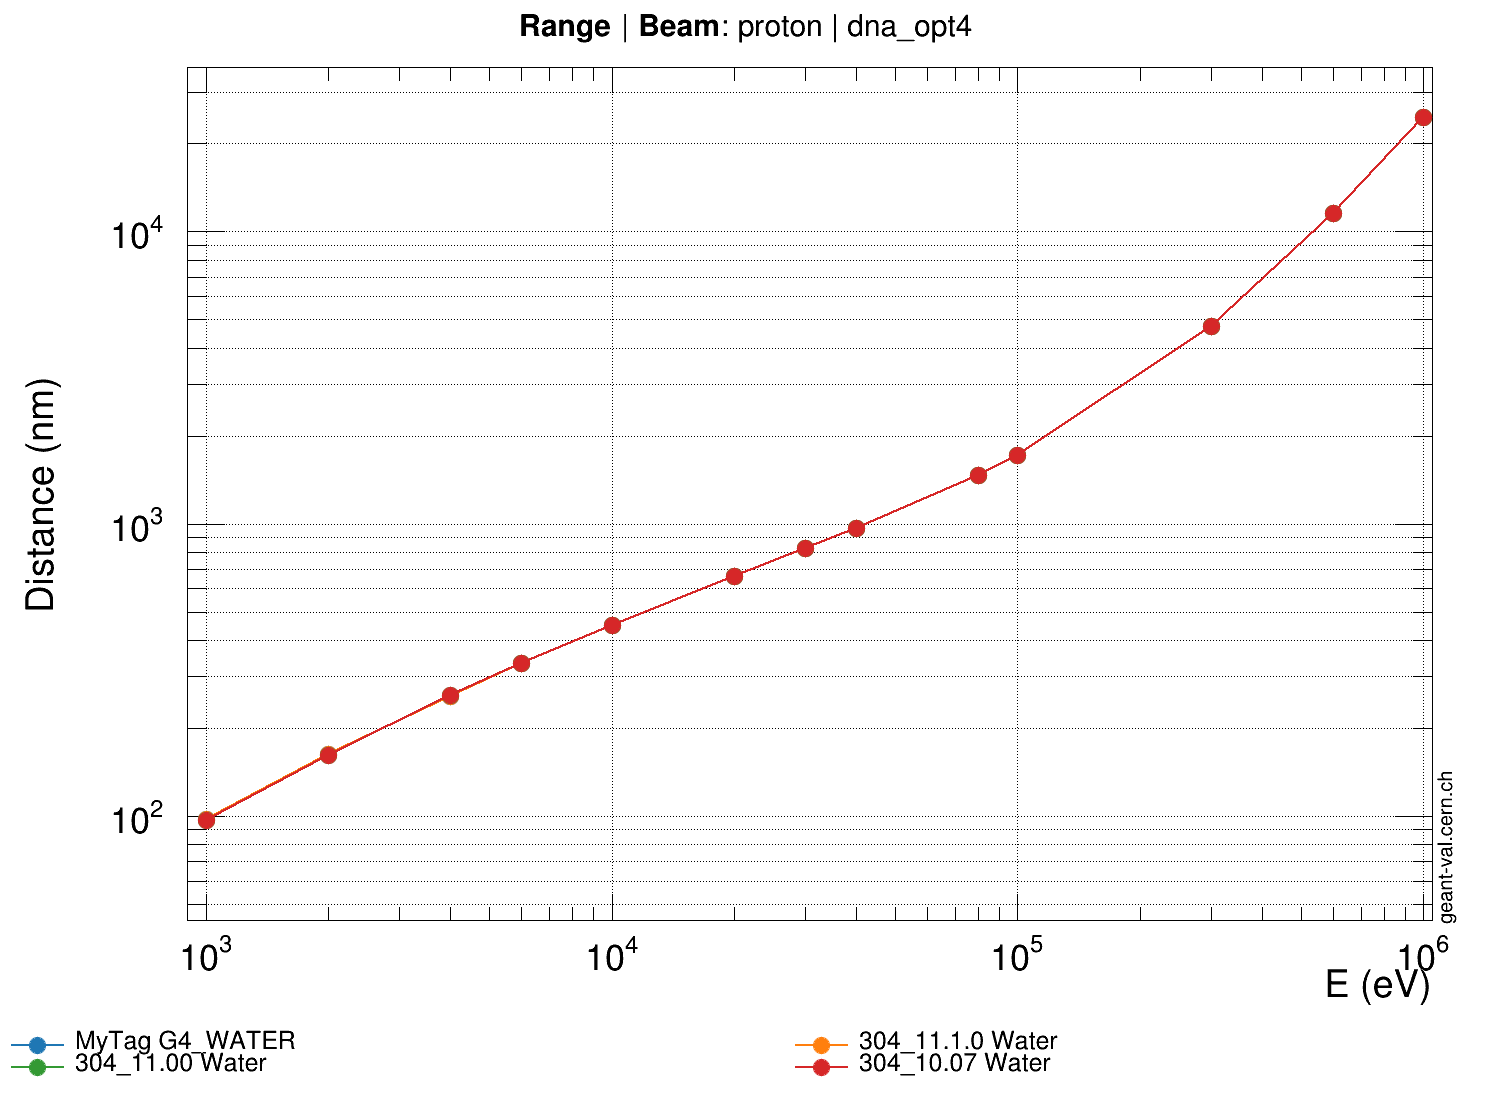 Range | Beam: proton | dna_opt4
Distance (nm)
10^4
10^3
10^2
10^3
10^4
10^5
10^6
E (eV)
geant-val.cern.ch
MyTag G4_WATER
304_11.1.0 Water
304_11.00 Water
304_10.07 Water